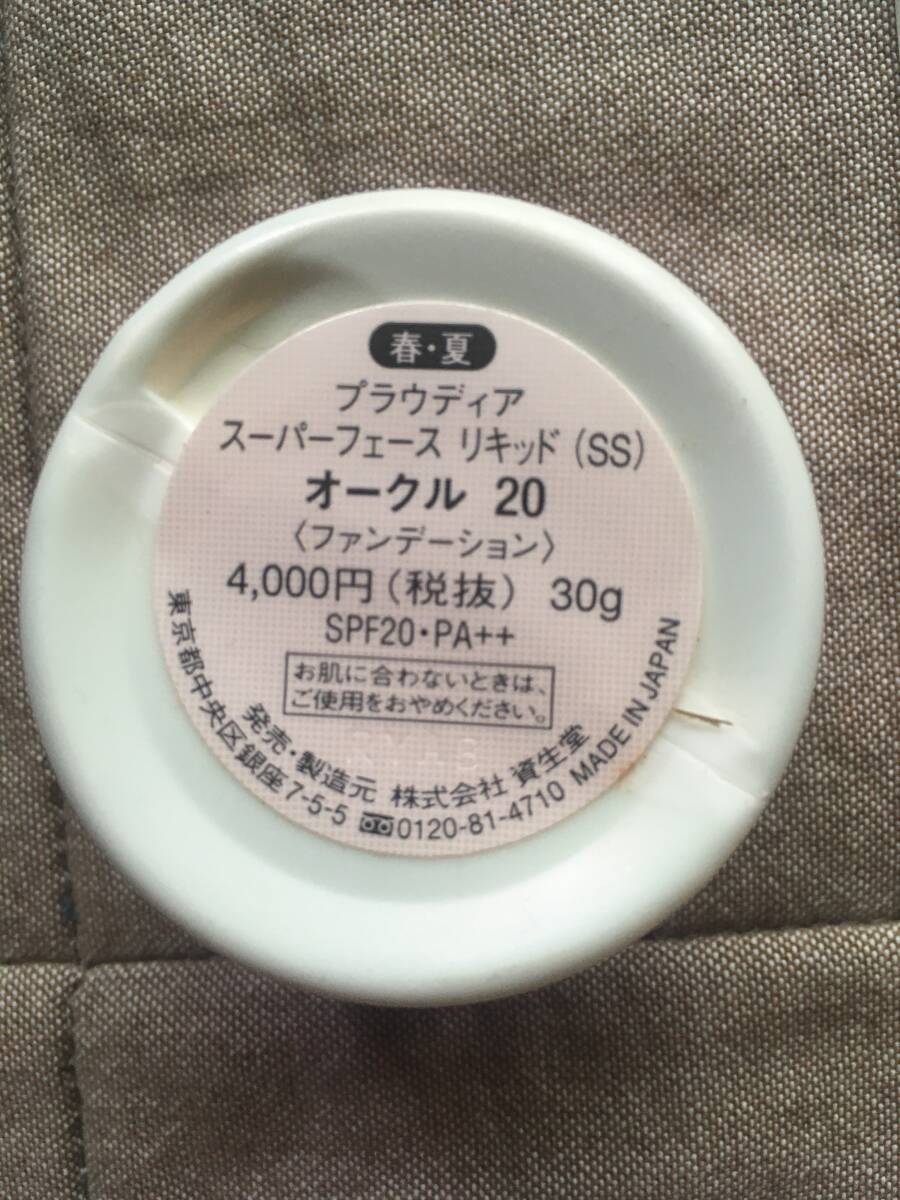 春・夏
プラウディア
スーパーフェース リキッド (SS)
オークル 20
〈ファンデーション〉
4,000円(税抜) 30g
SPF20・PA++
お肌に合わないときは、
ご使用をおやめください。
発売・製造元 株式会社 資生堂
東京都中央区銀座7-5-5 0120-81-4710 MADE IN JAPAN